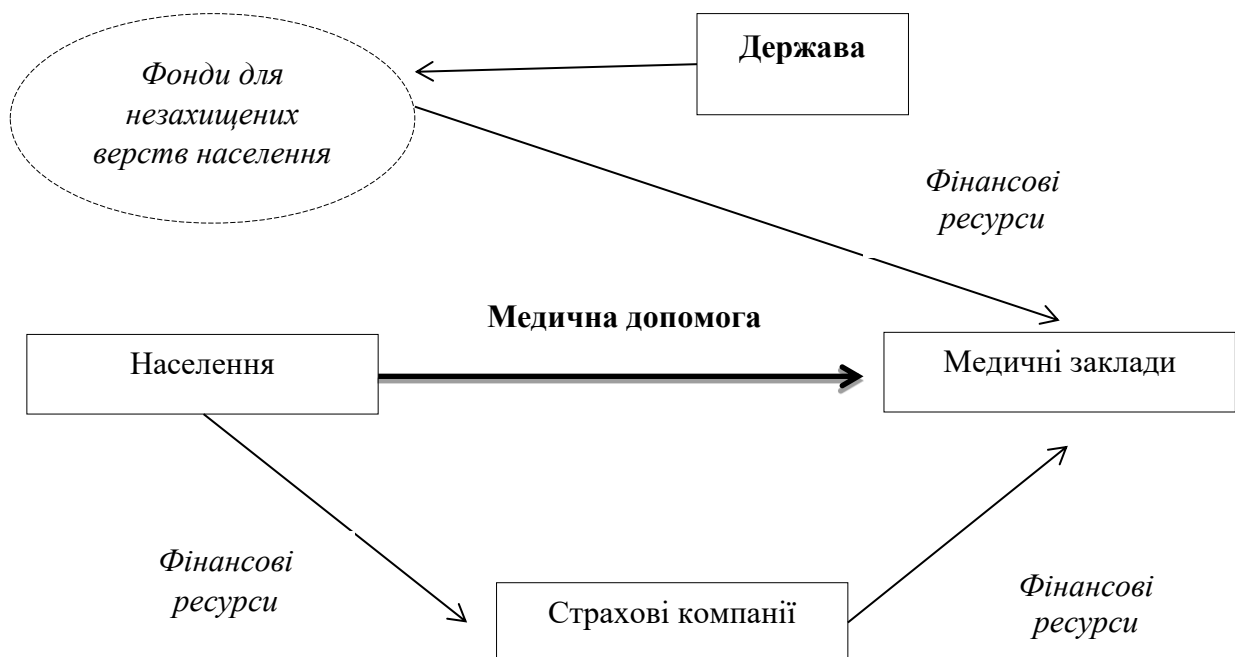 Держава
Фонди для
незахищених
верств населення
Фінансові
ресурси
Медична допомога
Населення
Медичні заклади
Фінансові
ресурси
Страхові компанії
Фінансові
ресурси